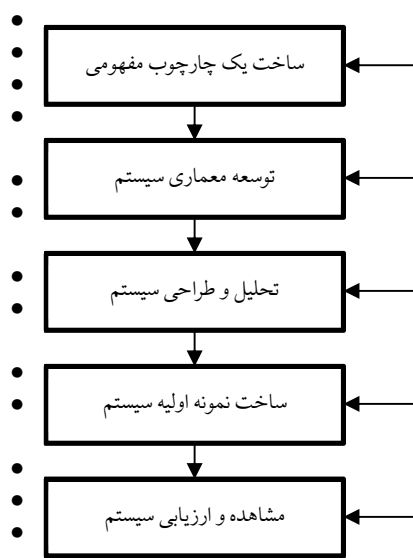 ساخت یک چارچوب مفهومی
توسعه معماری سیستم
تحلیل و طراحی سیستم
ساخت نمونه اولیه سیستم
مشاهده و ارزیابی سیستم